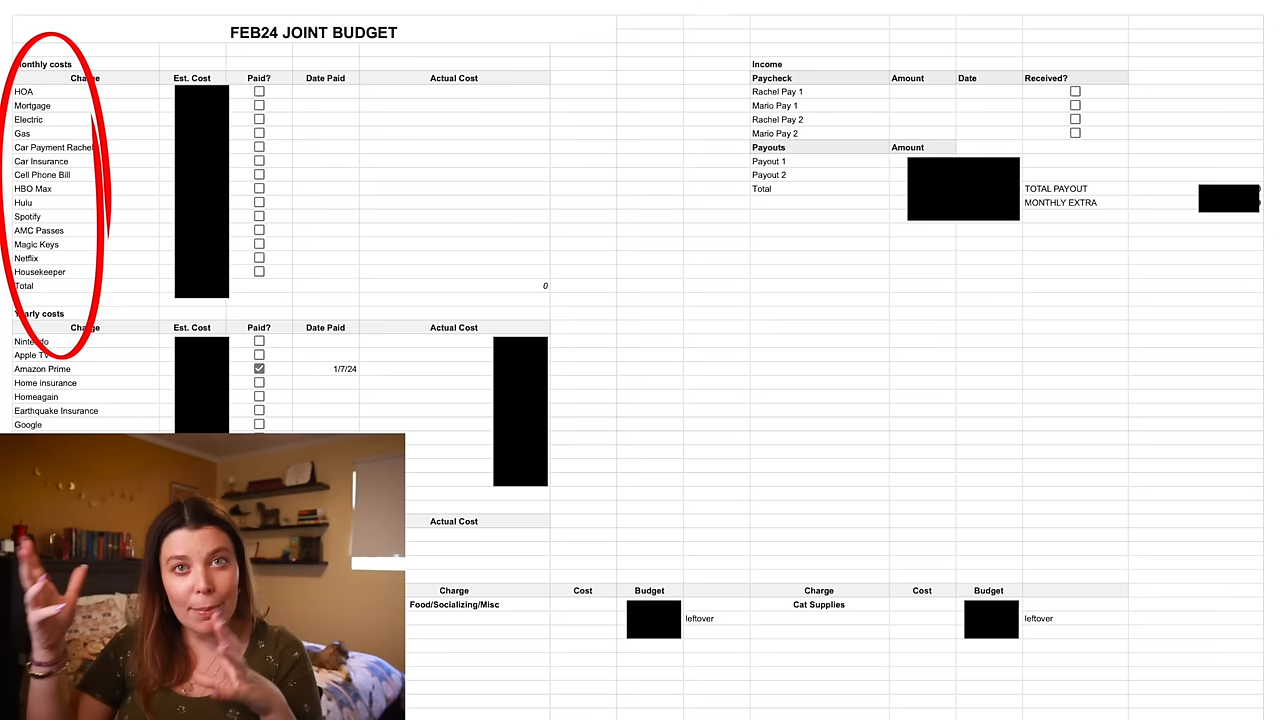 FEB24 JOINT BUDGET
Monthly costs
Charge Est. Cost Paid? Date Paid Actual Cost
HOA
Mortgage
Electric
Gas
Car Payment Rachel
Car Insurance
Cell Phone Bill
HBO Max
Hulu
Spotify
AMC Passes
Magic Keys
Netflix
Housekeeper
Total 0
Yearly costs
Charge Est. Cost Paid? Date Paid Actual Cost
Nintendo
Apple TV
Amazon Prime 1/7/24
Home insurance
Homeagain
Earthquake Insurance
Google
Actual Cost
Income
Paycheck Amount Date Received?
Rachel Pay 1
Mario Pay 1
Rachel Pay 2
Mario Pay 2
Payouts Amount
Payout 1
Payout 2
Total TOTAL PAYOUT
MONTHLY EXTRA
Charge Cost Budget Charge Cost Budget
Food/Socializing/Misc Cat Supplies
leftover leftover